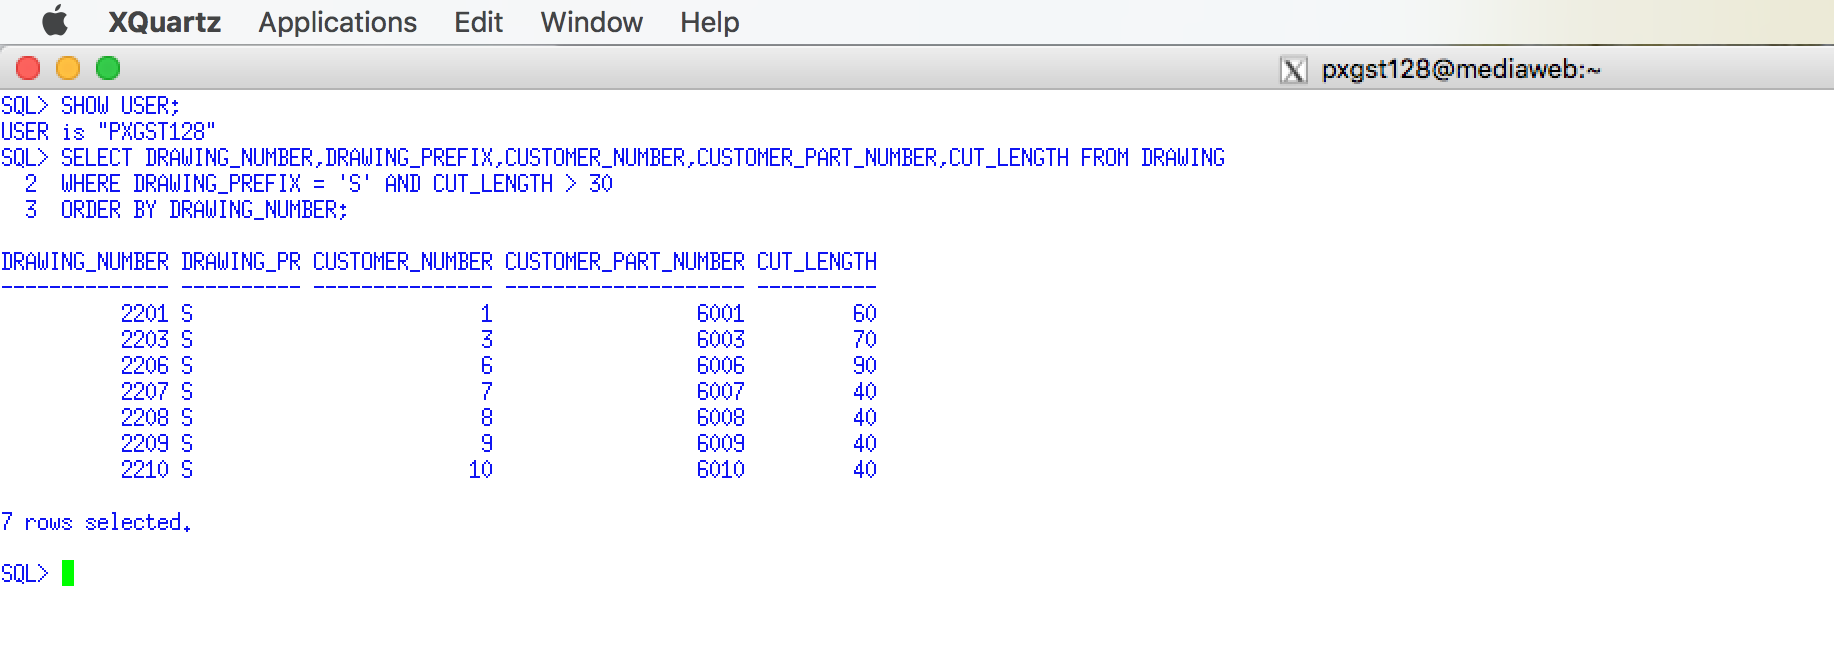 XQuartz Applications Edit Window Help
pxgst128@mediaweb:~
SQL> SHOW USER;
USER is "PXGST128"
SQL> SELECT DRAWING_NUMBER,DRAWING_PREFIX,CUSTOMER_NUMBER,CUSTOMER_PART_NUMBER,CUT_LENGTH FROM DRAWING
  2  WHERE DRAWING_PREFIX = 'S' AND CUT_LENGTH > 30
  3  ORDER BY DRAWING_NUMBER;
DRAWING_NUMBER DRAWING_PR CUSTOMER_NUMBER CUSTOMER_PART_NUMBER CUT_LENGTH
-------------- ---------- --------------- -------------------- ----------
          2201 S                        1                 6001         60
          2203 S                        3                 6003         70
          2206 S                        6                 6006         90
          2207 S                        7                 6007         40
          2208 S                        8                 6008         40
          2209 S                        9                 6009         40
          2210 S                       10                 6010         40
7 rows selected.
SQL>